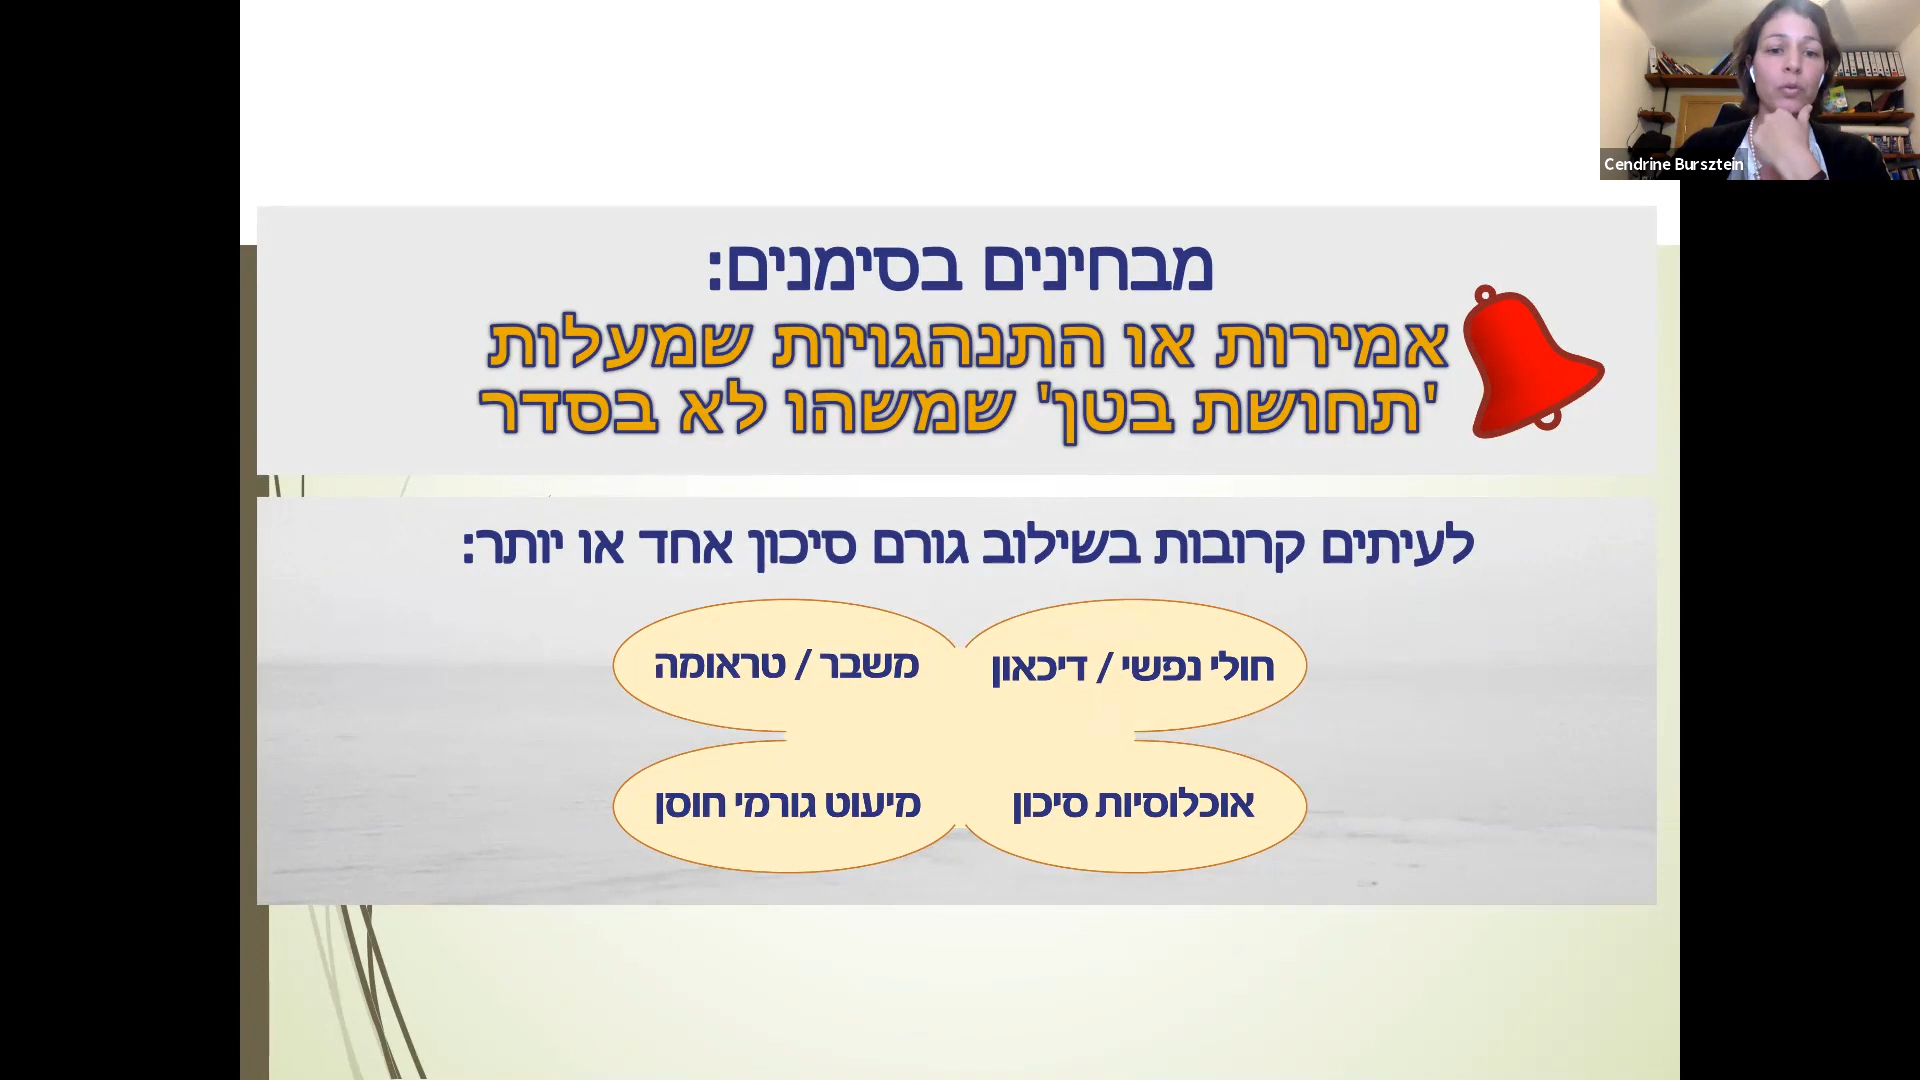 Cendrine Bursztein
מבחינים בסימנים:
אמירות או התנהגויות שמעלות
'תחושת בטן' שמשהו לא בסדר
לעיתים קרובות בשילוב גורם סיכון אחד או יותר:
חולי נפשי / דיכאון
משבר / טראומה
אוכלוסיות סיכון
מיעוט גורמי חוסן